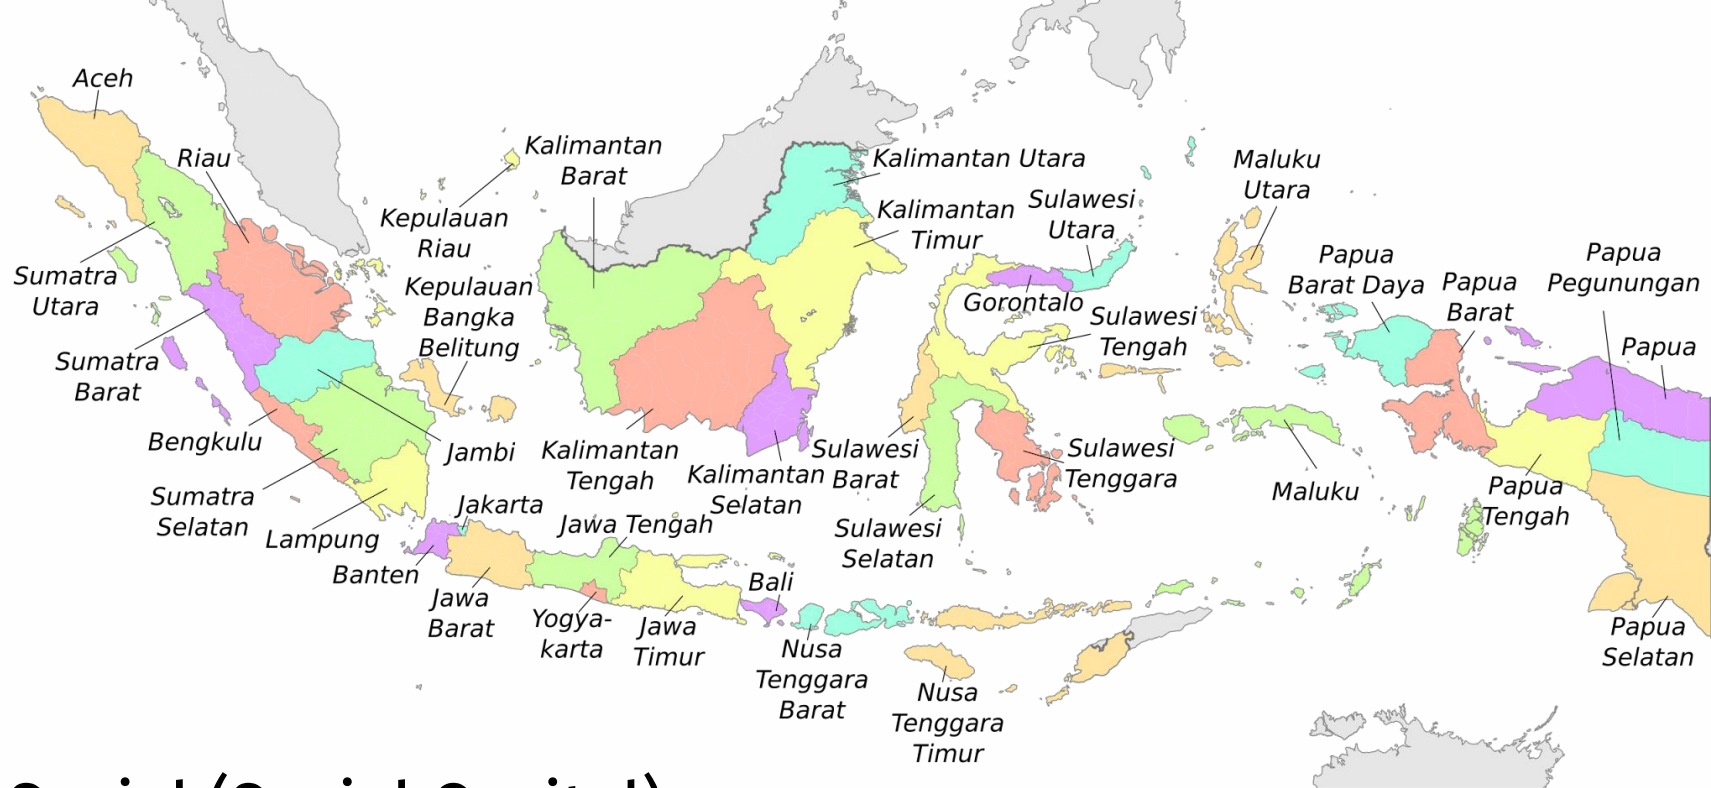 Aceh
Riau
Kalimantan
Barat
Kalimantan Utara
Maluku
Utara
Kepulauan
Riau
Kalimantan
Timur
Sulawesi
Utara
Papua
Barat Daya
Papua
Pegunungan
Sumatra
Utara
Kepulauan
Bangka
Belitung
Gorontalo
Papua
Barat
Sulawesi
Tengah
Papua
Sumatra
Barat
Bengkulu
Jambi
Kalimantan
Tengah
Kalimantan
Selatan
Sulawesi
Barat
Sulawesi
Tenggara
Maluku
Papua
Tengah
Sumatra
Selatan
Lampung
Jakarta
Jawa Tengah
Sulawesi
Selatan
Banten
Jawa
Barat
Yogya-
karta
Jawa
Timur
Bali
Nusa
Tenggara
Barat
Nusa
Tenggara
Timur
Papua
Selatan
Sosial (Social Capital)